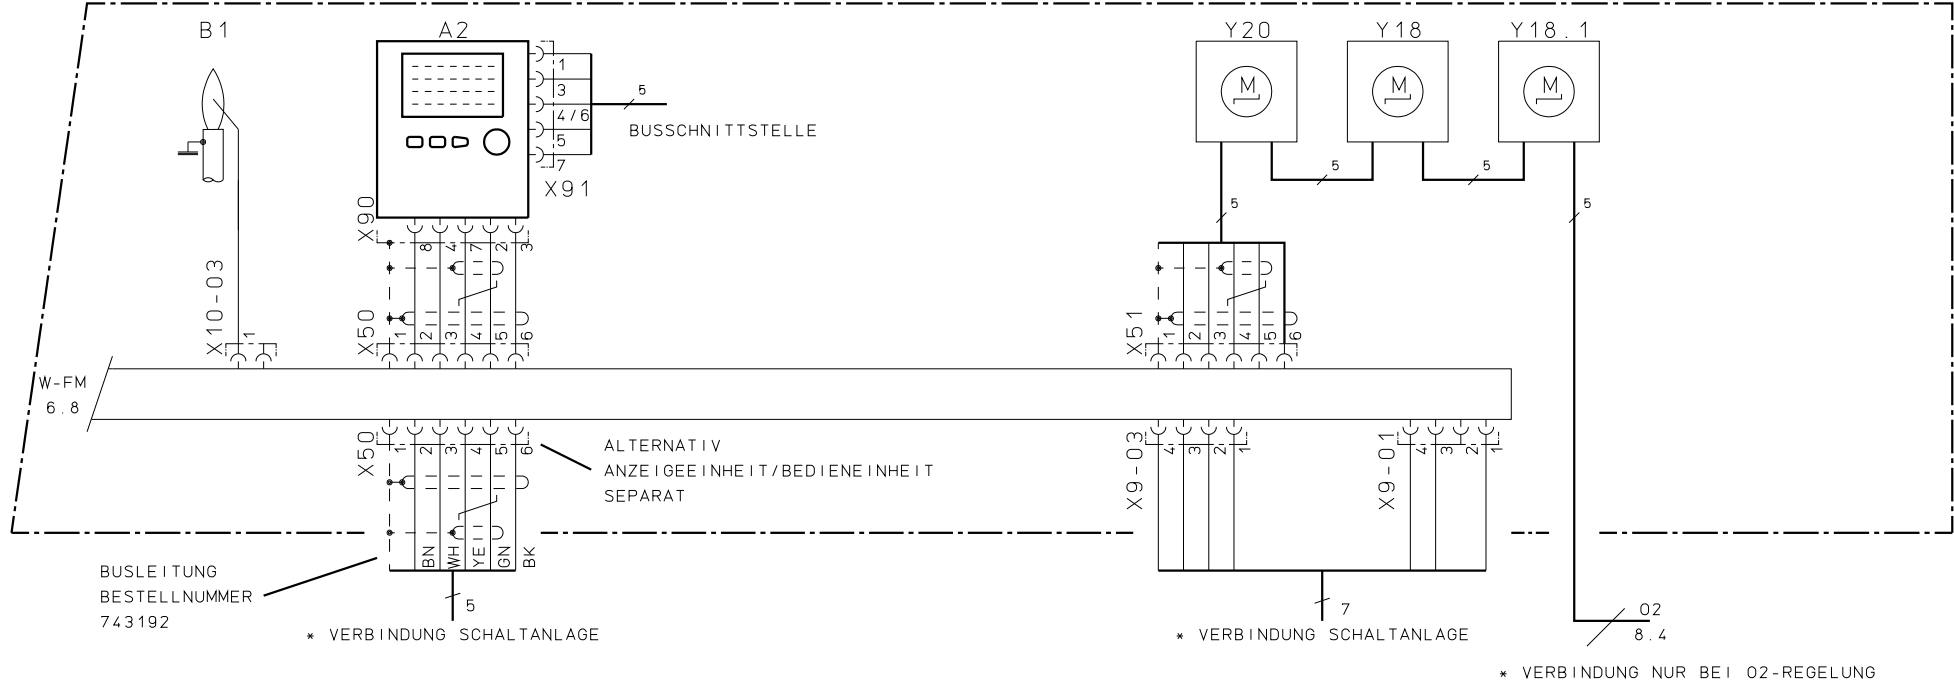 B1
A2
Y20
Y18
Y18.1
M
M
M
1
3
4/6
5
7
5
BUSSCHNITTSTELLE
X91
5
5
5
5
X90
8
4
7
2
3
X10-03
1
X50
1
2
3
4
5
6
X51
1
2
3
4
5
6
W-FM
6.8
X50
1
2
3
4
5
6
ALTERNATIV
ANZEIGEEINHEIT/BEDIENEINHEIT
SEPARAT
X9-03
4
3
2
1
X9-01
4
3
2
1
BN
WH
YE
GN
BK
BUSLEITUNG
BESTELLNUMMER
743192
5
* VERBINDUNG SCHALTANLAGE
7
* VERBINDUNG SCHALTANLAGE
O2
8.4
* VERBINDUNG NUR BEI O2-REGELUNG